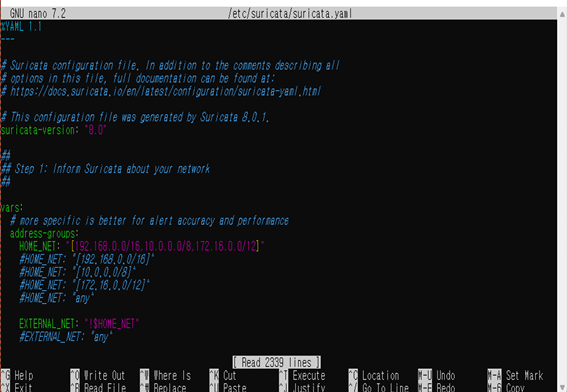 GNU nano 7.2 /etc/suricata/suricata.yaml
%YAML 1.1
---
# Suricata configuration file. In addition to the comments describing all
# options in this file, full documentation can be found at:
# https://docs.suricata.io/en/latest/configuration/suricata-yaml.html
# This configuration file was generated by Suricata 8.0.1.
suricata-version: "8.0"
##
## Step 1: Inform Suricata about your network
##
vars:
# more specific is better for alert accuracy and performance
address-groups:
HOME_NET: "[192.168.0.0/16,10.0.0.0/8,172.16.0.0/12]"
#HOME_NET: "[192.168.0.0/16]"
#HOME_NET: "[10.0.0.0/8]"
#HOME_NET: "[172.16.0.0/12]"
#HOME_NET: "any"
EXTERNAL_NET: "!$HOME_NET"
#EXTERNAL_NET: "any"
[ Read 2339 lines ]
^G Help ^O Write Out ^W Where Is ^K Cut ^T Execute ^C Location M-U Undo M-A Set Mark
^X Exit ^R Read File ^\ Replace ^U Paste ^J Justify ^/ Go To Line M-E Redo M-6 Copy